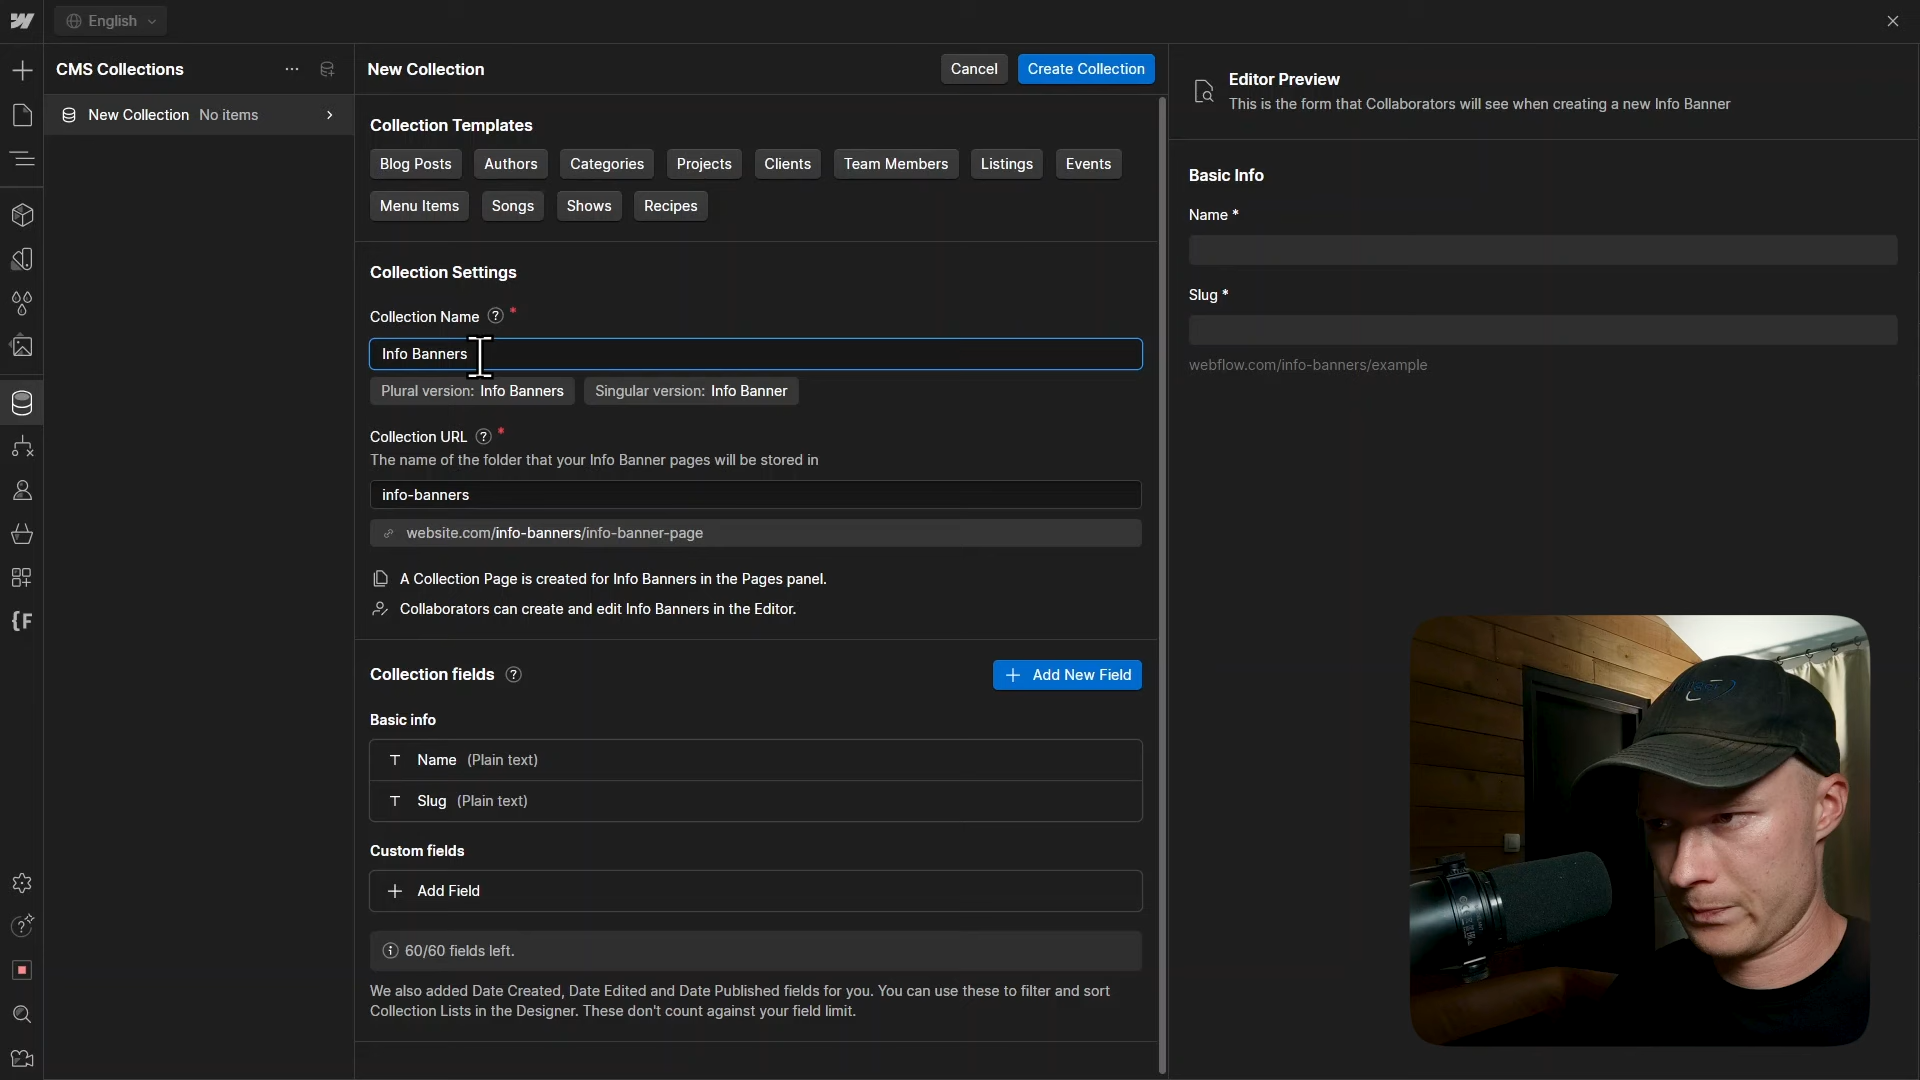 English
CMS Collections
New Collection No items
New Collection
Cancel
Create Collection
Collection Templates
Blog Posts
Authors
Categories
Projects
Clients
Team Members
Listings
Events
Menu Items
Songs
Shows
Recipes
Collection Settings
Collection Name ? *
Info Banners
Plural version: Info Banners
Singular version: Info Banner
Collection URL ? *
The name of the folder that your Info Banner pages will be stored in
info-banners
website.com/info-banners/info-banner-page
A Collection Page is created for Info Banners in the Pages panel.
Collaborators can create and edit Info Banners in the Editor.
Collection fields ?
+ Add New Field
Basic info
T Name (Plain text)
T Slug (Plain text)
Custom fields
+ Add Field
60/60 fields left.
We also added Date Created, Date Edited and Date Published fields for you. You can use these to filter and sort
Collection Lists in the Designer. These don't count against your field limit.
Editor Preview
This is the form that Collaborators will see when creating a new Info Banner
Basic Info
Name *
Slug *
webflow.com/info-banners/example